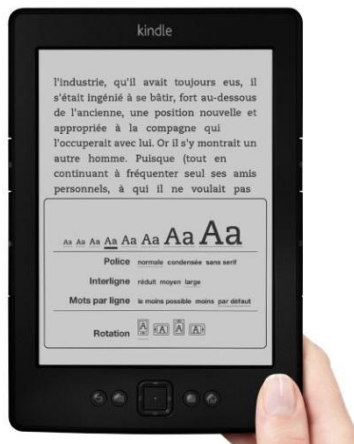 kindle
l'industrie, qu'il avait toujours eus, il
s'était ingénié à se bâtir, fort au-dessous
de l'ancienne, une position nouvelle et
appropriée à la compagne qui
l'occuperait avec lui. Or il s'y montrait un
autre homme. Puisque (tout en
continuant à fréquenter seul ses amis
personnels, à qui il ne voulait pas
Aa Aa Aa Aa Aa Aa Aa Aa
Police normale condensée sans serif
Interligne réduit moyen large
Mots par ligne le moins possible moins par défaut
Rotation A A A A